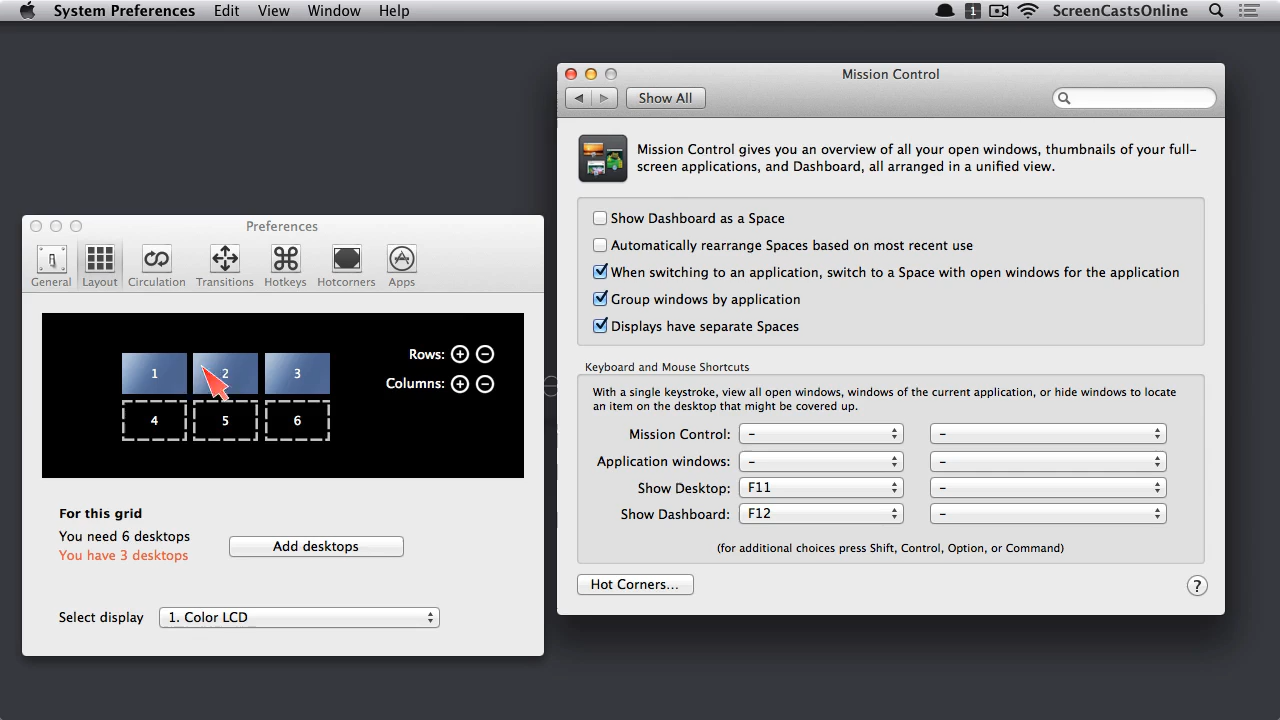 System Preferences Edit View Window Help
1 ScreenCastsOnline
Mission Control
Show All
Mission Control gives you an overview of all your open windows, thumbnails of your full-
screen applications, and Dashboard, all arranged in a unified view.
Show Dashboard as a Space
Automatically rearrange Spaces based on most recent use
When switching to an application, switch to a Space with open windows for the application
Group windows by application
Displays have separate Spaces
Keyboard and Mouse Shortcuts
With a single keystroke, view all open windows, windows of the current application, or hide windows to locate
an item on the desktop that might be covered up.
Mission Control: – –
Application windows: – –
Show Desktop: F11 –
Show Dashboard: F12 –
(for additional choices press Shift, Control, Option, or Command)
Hot Corners... ?
Preferences
General Layout Circulation Transitions Hotkeys Hotcorners Apps
1 2 3
4 5 6
Rows: + −
Columns: + −
For this grid
You need 6 desktops
You have 3 desktops
Add desktops
Select display 1. Color LCD